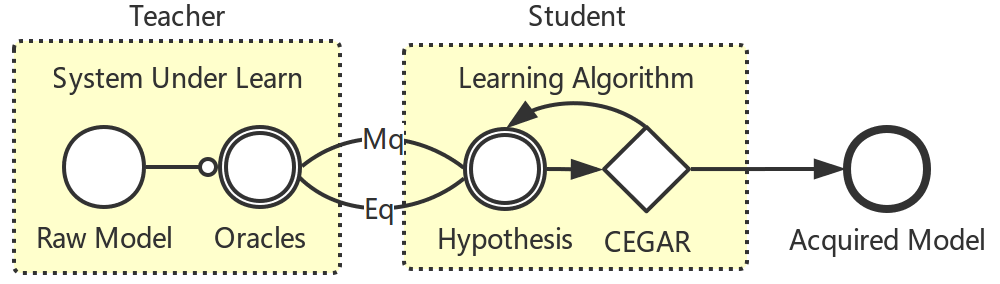 Teacher
Student
System Under Learn
Learning Algorithm
Mq
Eq
Raw Model
Oracles
Hypothesis
CEGAR
Acquired Model